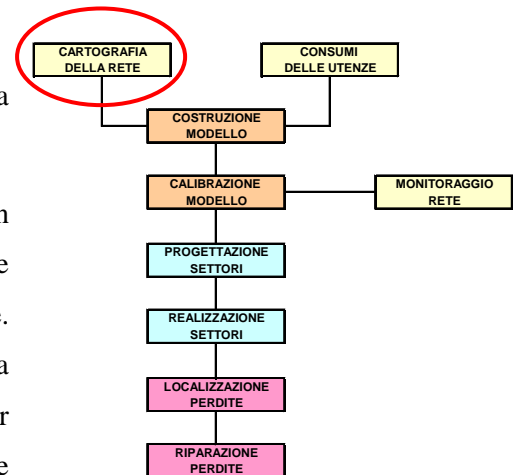 CARTOGRAFIA
DELLA RETE
CONSUMI
DELLE UTENZE
a
COSTRUZIONE
MODELLO
CALIBRAZIONE
MODELLO
MONITORAGGIO
RETE
n
PROGETTAZIONE
SETTORI
e
.
REALIZZAZIONE
SETTORI
a
LOCALIZZAZIONE
PERDITE
r
RIPARAZIONE
PERDITE
e